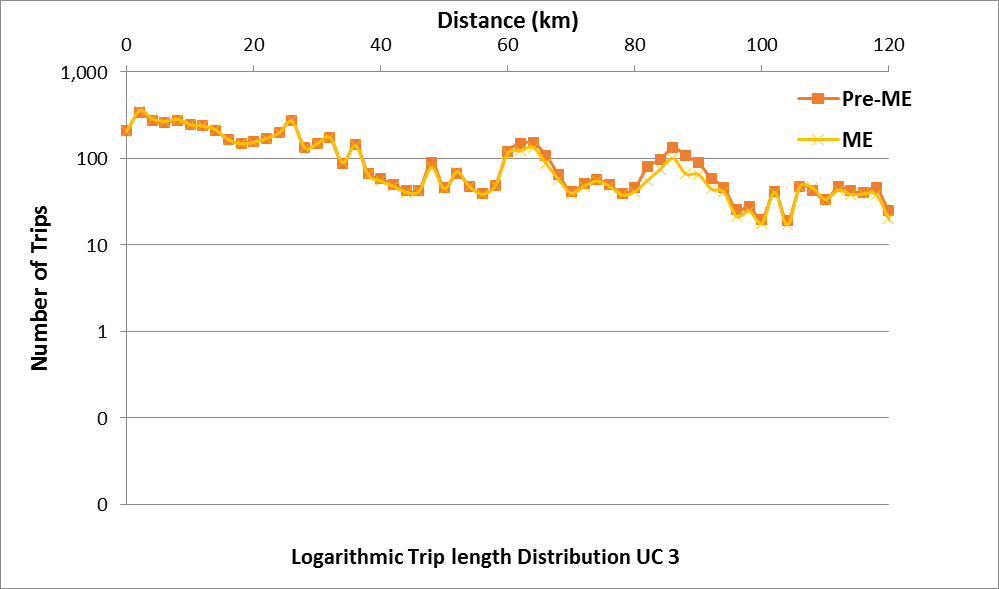 Distance (km)
0 20 40 60 80 100 120
1,000
100
10
1
0
0
Number of Trips
Pre-ME
ME
Logarithmic Trip length Distribution UC 3